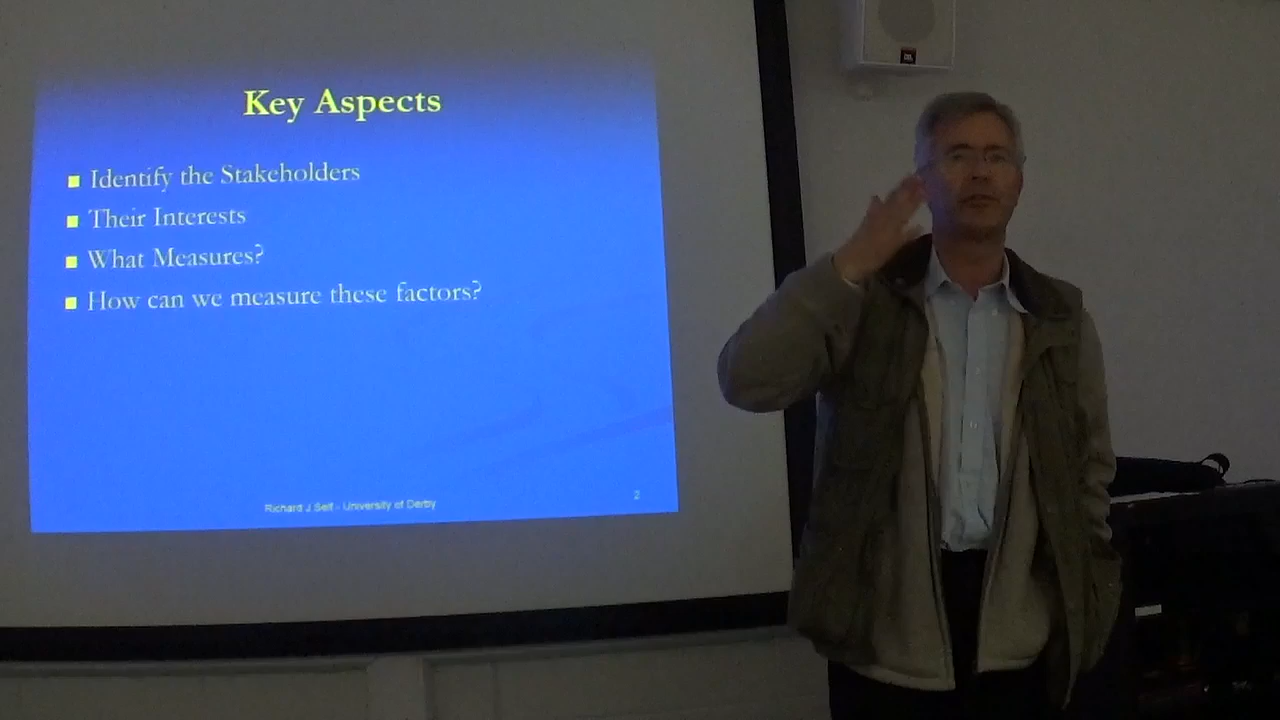 Key Aspects
Identify the Stakeholders
Their Interests
What Measures?
How can we measure these factors?
Richard J Self - University of Derby
2
JBL